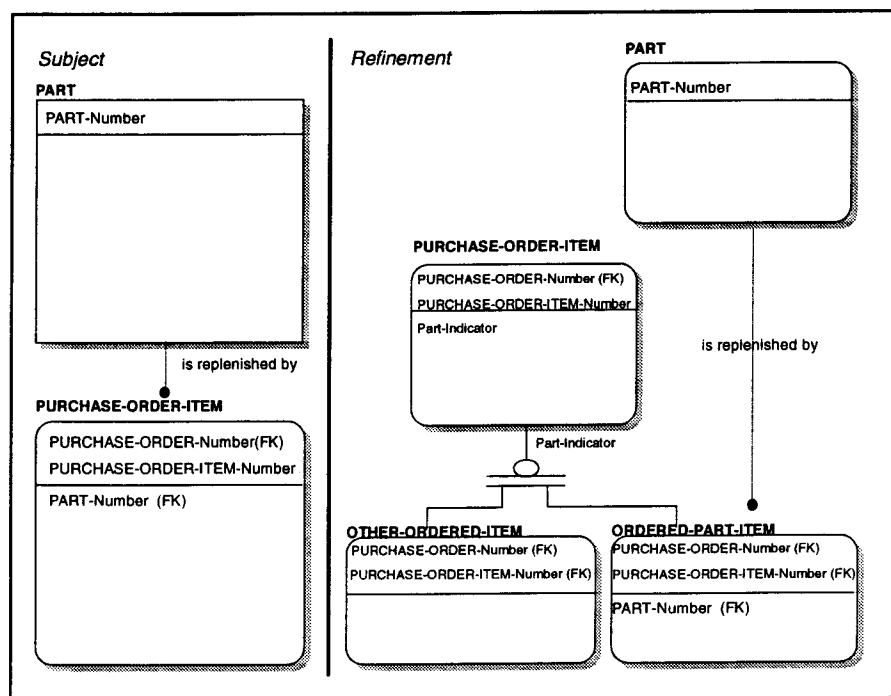 Subject
PART
PART-Number
is replenished by
PURCHASE-ORDER-ITEM
PURCHASE-ORDER-Number(FK)
PURCHASE-ORDER-ITEM-Number
PART-Number (FK)
Refinement
PART
PART-Number
PURCHASE-ORDER-ITEM
PURCHASE-ORDER-Number (FK)
PURCHASE-ORDER-ITEM-Number
Part-Indicator
is replenished by
Part-Indicator
OTHER-ORDERED-ITEM
PURCHASE-ORDER-Number (FK)
PURCHASE-ORDER-ITEM-Number (FK)
ORDERED-PART-ITEM
PURCHASE-ORDER-Number (FK)
PURCHASE-ORDER-ITEM-Number (FK)
PART-Number (FK)